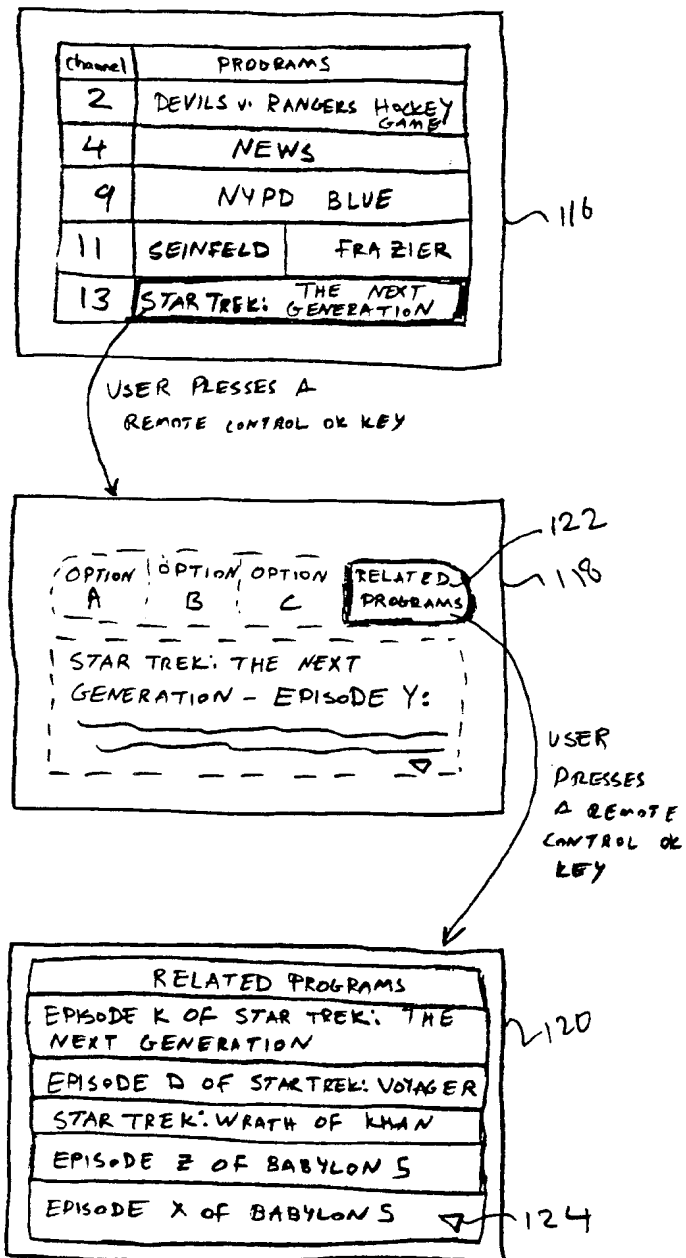 Channel PROGRAMS
2 DEVILS v. RANGERS HOCKEY
GAME
4 NEWS
9 NYPD BLUE
116
11 SEINFELD FRAZIER
13 STAR TREK: THE NEXT
GENERATION
USER PRESSES A
REMOTE CONTROL OK KEY
122
118
OPTION A
OPTION B
OPTION C
RELATED
PROGRAMS
STAR TREK: THE NEXT
GENERATION - EPISODE Y:
USER
PRESSES
A REMOTE
CONTROL OK
KEY
RELATED PROGRAMS
EPISODE K OF STAR TREK: THE
NEXT GENERATION
120
EPISODE D OF STAR TREK: VOYAGER
STAR TREK: WRATH OF KHAN
EPISODE Z OF BABYLON 5
EPISODE X OF BABYLON 5
124